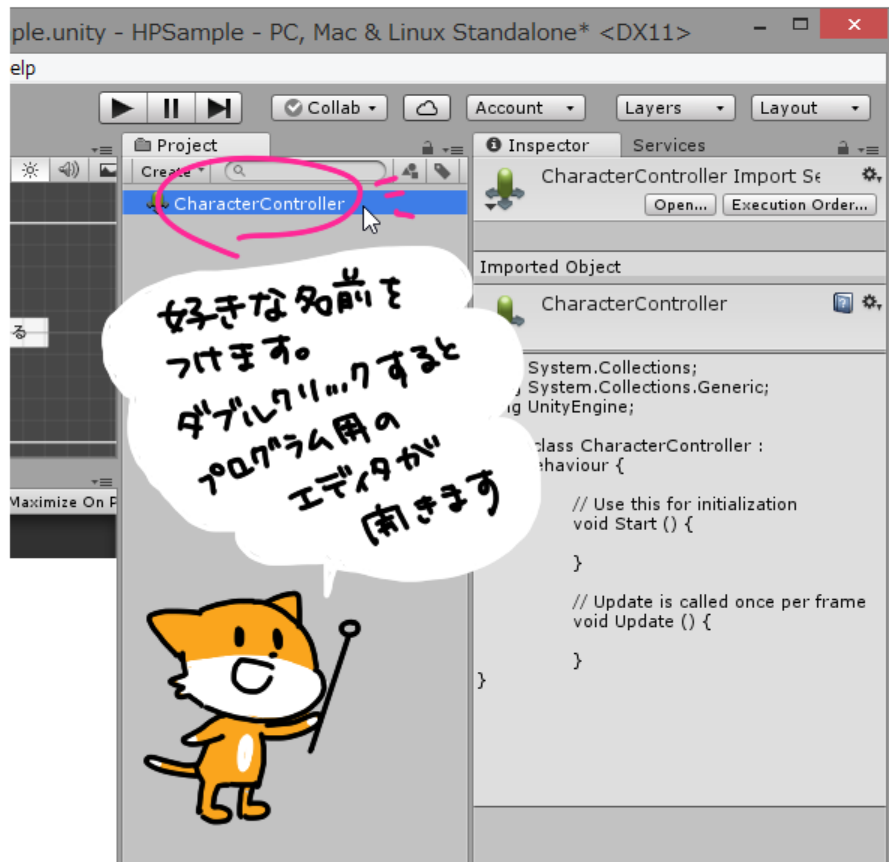 ple.unity - HPSample - PC, Mac & Linux Standalone* <DX11>
elp
Collab
Account
Layers
Layout
Project
Create
CharacterController
る
Maximize On P
好きな名前を
つけます。
ダブルクリックすると
プログラム用の
エディタが
開きます
Inspector
Services
CharacterController Import Se
Open...
Execution Order...
Imported Object
CharacterController
System.Collections;
System.Collections.Generic;
g UnityEngine;
class CharacterController :
ehaviour {
// Use this for initialization
void Start () {
}
// Update is called once per frame
void Update () {
}
}